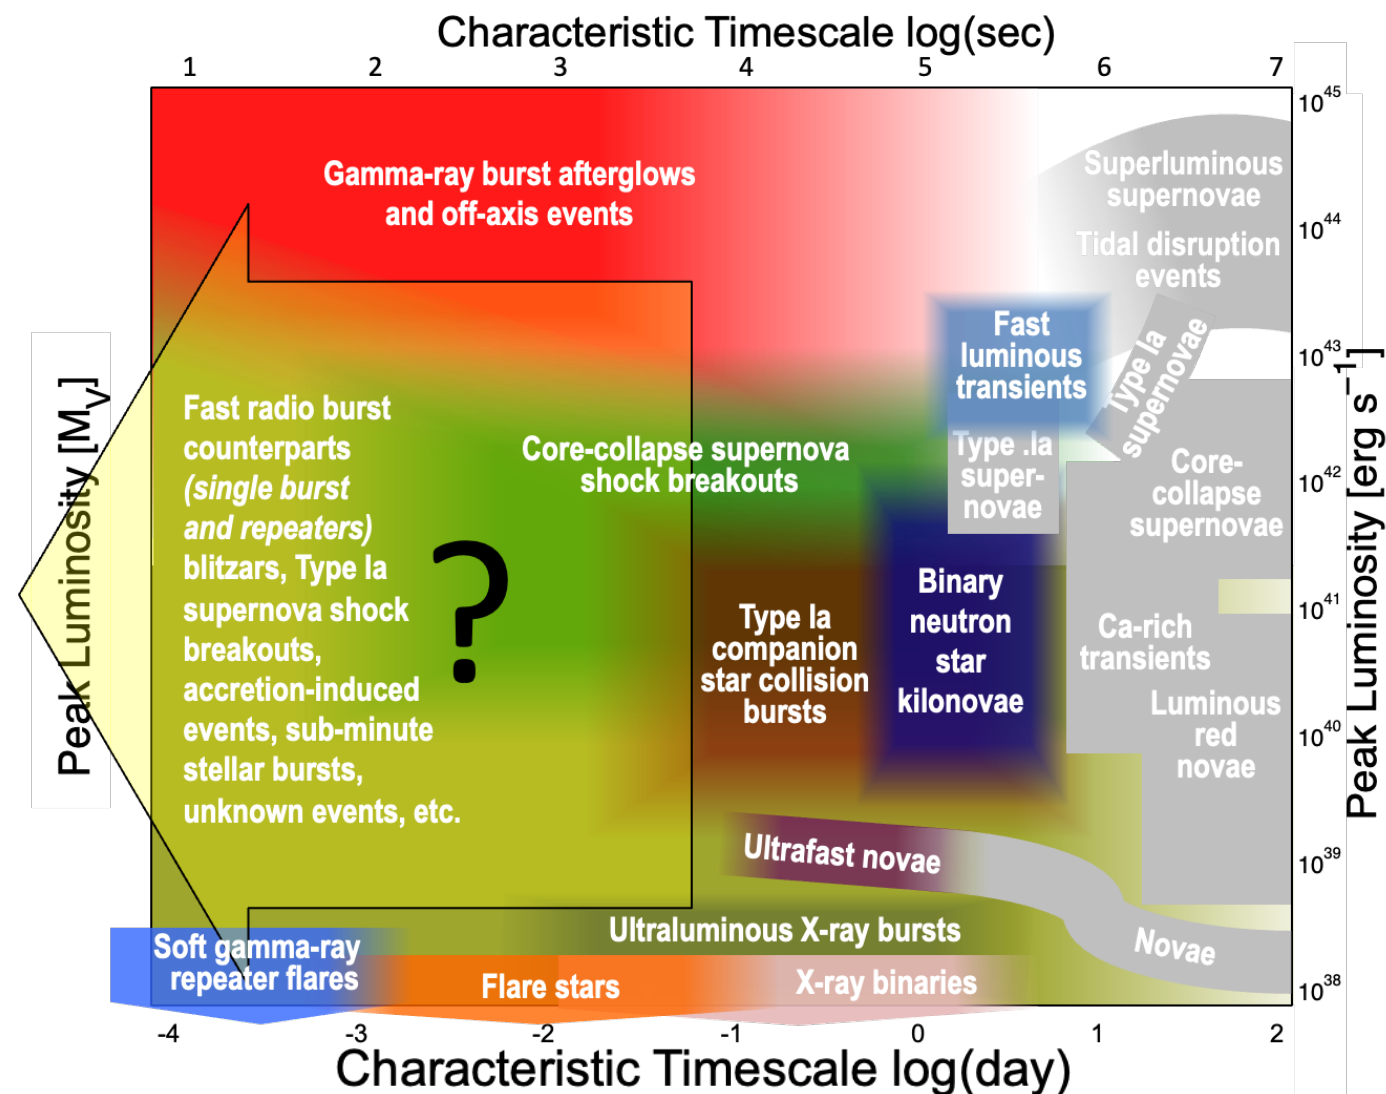 Characteristic Timescale log(sec)
1 2 3 4 5 6 7
10^45
Gamma-ray burst afterglows
and off-axis events
Superluminous
supernovae
10^44
Tidal disruption
events
Fast
luminous
transients
10^43
Type Ia
supernovae
Peak Luminosity [M_V]
Fast radio burst
counterparts
(single burst
and repeaters)
blitzars, Type Ia
supernova shock
breakouts,
accretion-induced
events, sub-minute
stellar bursts,
unknown events, etc.
?
Core-collapse supernova
shock breakouts
Type .Ia
super-
novae
Core-
collapse
supernovae
10^42
Type Ia
companion
star collision
bursts
Binary
neutron
star
kilonovae
10^41
Ca-rich
transients
Luminous
red
novae
10^40
Peak Luminosity [erg s^−1]
Ultrafast novae
10^39
Ultraluminous X-ray bursts
Novae
Soft gamma-ray
repeater flares
Flare stars
X-ray binaries
10^38
-4 -3 -2 -1 0 1 2
Characteristic Timescale log(day)